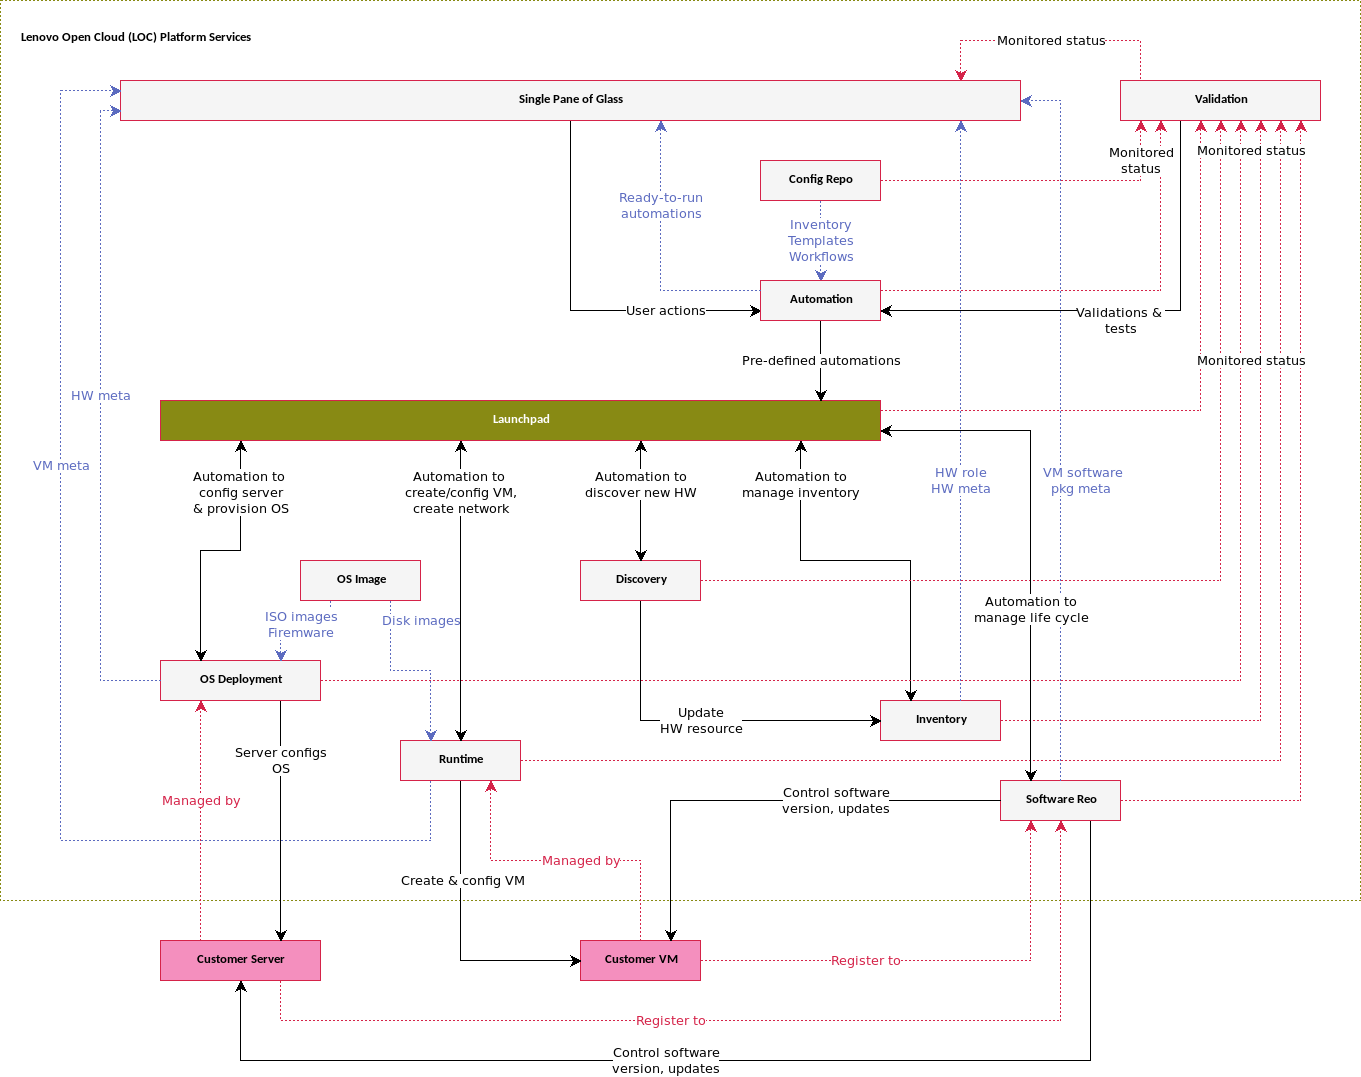 Lenovo Open Cloud (LOC) Platform Services
Monitored status
Single Pane of Glass
Validation
Monitored
status
Monitored status
Config Repo
Ready-to-run
automations
Inventory
Templates
Workflows
Automation
User actions
Validations &
tests
Pre-defined automations
Monitored status
HW meta
Launchpad
VM meta
Automation to
config server
& provision OS
Automation to
create/config VM,
create network
Automation to
discover new HW
Automation to
manage inventory
HW role
HW meta
VM software
pkg meta
OS Image
Discovery
ISO images
Firemware
Disk images
Automation to
manage life cycle
OS Deployment
Update
HW resource
Inventory
Server configs
OS
Runtime
Managed by
Control software
version, updates
Software Reo
Managed by
Create & config VM
Customer Server
Customer VM
Register to
Register to
Control software
version, updates